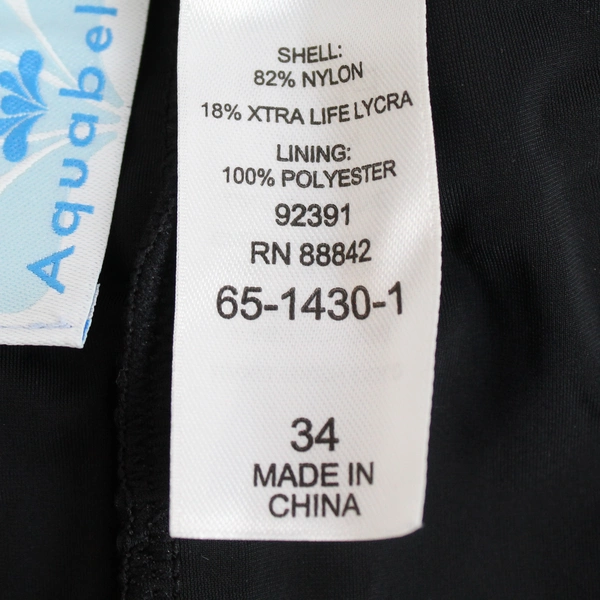 Aquabel
SHELL:
82% NYLON
18% XTRA LIFE LYCRA
LINING:
100% POLYESTER
92391
RN 88842
65-1430-1
34
MADE IN
CHINA